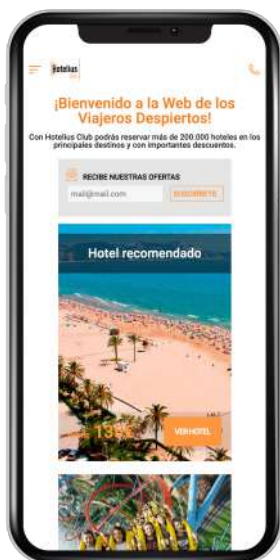 Hotelius
¡Bienvenido a la Web de los
Viajeros Despiertos!
Con Hotelius Club podrás reservar más de 200.000 hoteles en los
principales destinos y con importantes descuentos.
RECIBE NUESTRAS OFERTAS
mail@mail.com
SUSCRÍBETE
Hotel recomendado
VER HOTEL